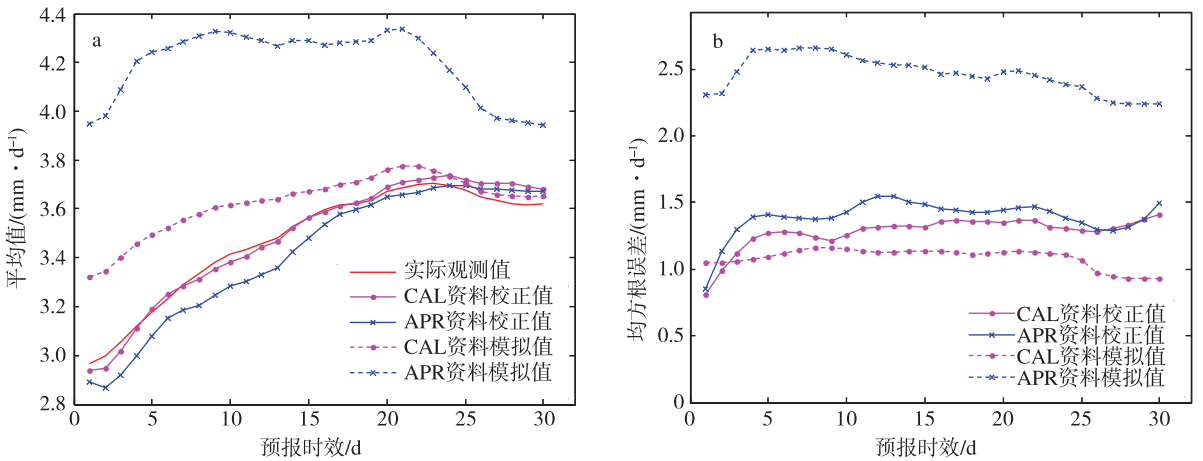 4.4
4.2
4.0
3.8
3.6
3.4
3.2
3.0
2.8
平均值/(mm·d⁻¹)
a
实际观测值
CAL资料校正值
APR资料校正值
CAL资料模拟值
APR资料模拟值
0 5 10 15 20 25 30
预报时效/d
2.5
2.0
1.5
1.0
0.5
0
均方根误差/(mm·d⁻¹)
b
CAL资料校正值
APR资料校正值
CAL资料模拟值
APR资料模拟值
0 5 10 15 20 25 30
预报时效/d